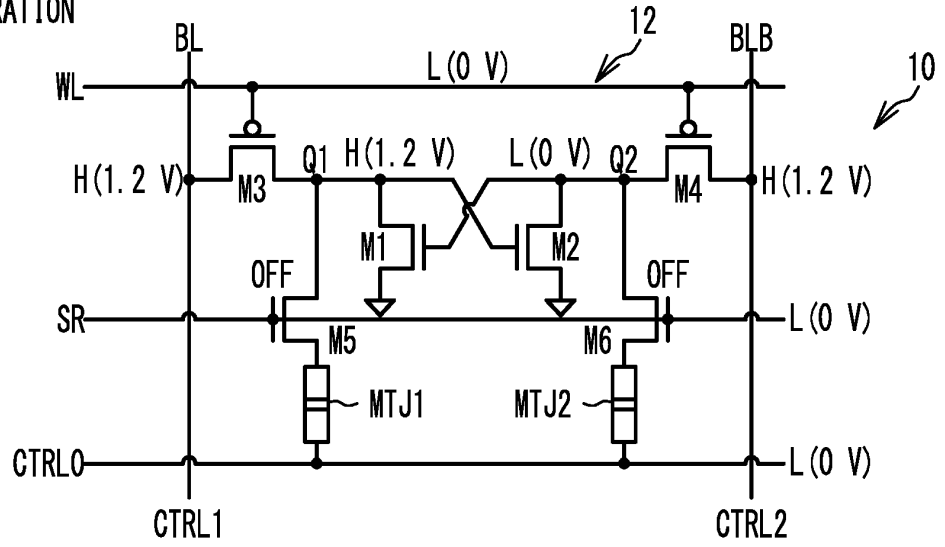 RATION
BL
12
BLB
10
WL
L(0 V)
Q1
H(1.2 V)
L(0 V)
Q2
H(1.2 V)
M3
M4
H(1.2 V)
M1
M2
OFF
OFF
SR
M5
M6
L(0 V)
MTJ1
MTJ2
CTRL0
L(0 V)
CTRL1
CTRL2